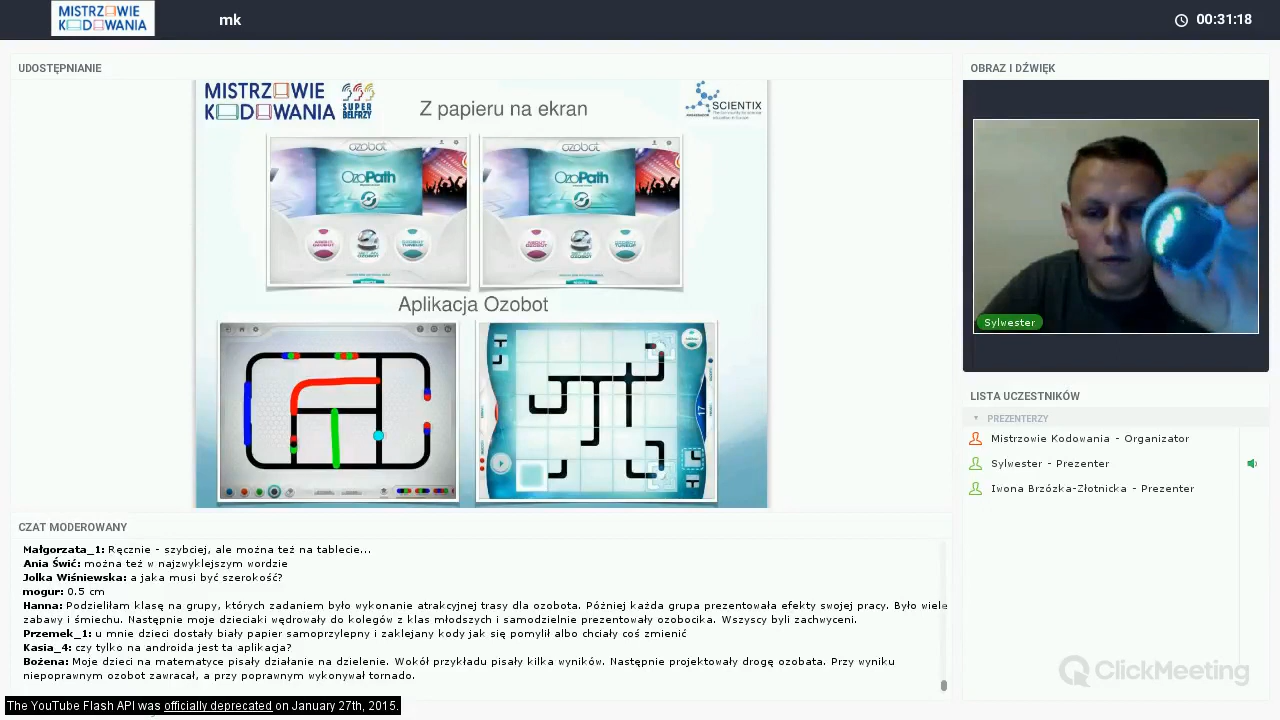 MISTRZOWIE
KODOWANIA
mk
00:31:18
UDOSTĘPNIANIE
MISTRZOWIE
KODOWANIA
SUPER
BELFRZY
Z papieru na ekran
SCIENTIX
ozobot
OzoPath
ozobot
OzoPath
Aplikacja Ozobot
17
CZAT MODEROWANY
Małgorzata_1: Ręcznie - szybciej, ale można też na tablecie...
Ania Świć: można też w najzwyklejszym wordzie
Jolka Wiśniewska: a jaka musi być szerokość?
mogur: 0.5 cm
Hanna: Podzieliłam klasę na grupy, których zadaniem było wykonanie atrakcyjnej trasy dla ozobota. Później każda grupa prezentowała efekty swojej pracy. Było wiele
zabawy i śmiechu. Następnie moje dzieciaki wędrowały do kolegów z klas młodszych i samodzielnie prezentowały ozobocika. Wszyscy byli zachwyceni.
Przemek_1: u mnie dzieci dostały biały papier samoprzylepny i zaklejany kody jak się pomylił albo chciały coś zmienić
Kasia_4: czy tylko na androida jest ta aplikacja?
Bożena: Moje dzieci na matematyce pisały działanie na dzielenie. Wokół przykładu pisały kilka wyników. Następnie projektowały drogę ozobata. Przy wyniku
niepoprawnym ozobot zawracał, a przy poprawnym wykonywał tornado.
The YouTube Flash API was officially deprecated on January 27th, 2015.
OBRAZ I DŹWIĘK
Sylwester
LISTA UCZESTNIKÓW
PREZENTERZY
Mistrzowie Kodowania - Organizator
Sylwester - Prezenter
Iwona Brzózka-Złotnicka - Prezenter
ClickMeeting